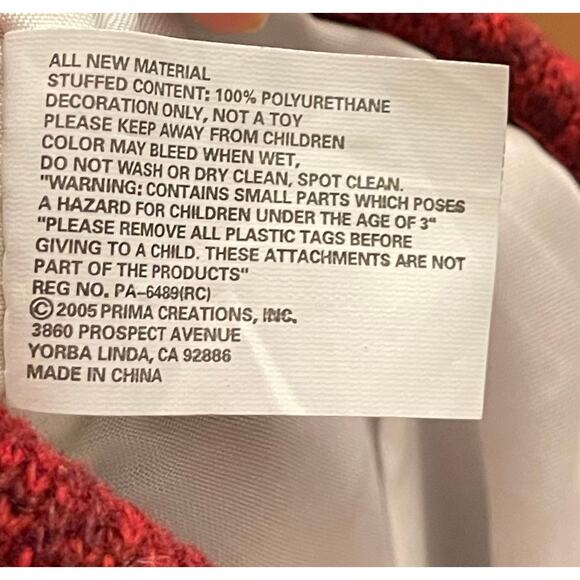 ALL NEW MATERIAL
STUFFED CONTENT: 100% POLYURETHANE
DECORATION ONLY, NOT A TOY
PLEASE KEEP AWAY FROM CHILDREN
COLOR MAY BLEED WHEN WET,
DO NOT WASH OR DRY CLEAN, SPOT CLEAN.
"WARNING: CONTAINS SMALL PARTS WHICH POSES
A HAZARD FOR CHILDREN UNDER THE AGE OF 3"
"PLEASE REMOVE ALL PLASTIC TAGS BEFORE
GIVING TO A CHILD. THESE ATTACHMENTS ARE NOT
PART OF THE PRODUCTS"
REG NO. PA-6489(RC)
©2005 PRIMA CREATIONS, INC.
3860 PROSPECT AVENUE
YORBA LINDA, CA 92886
MADE IN CHINA